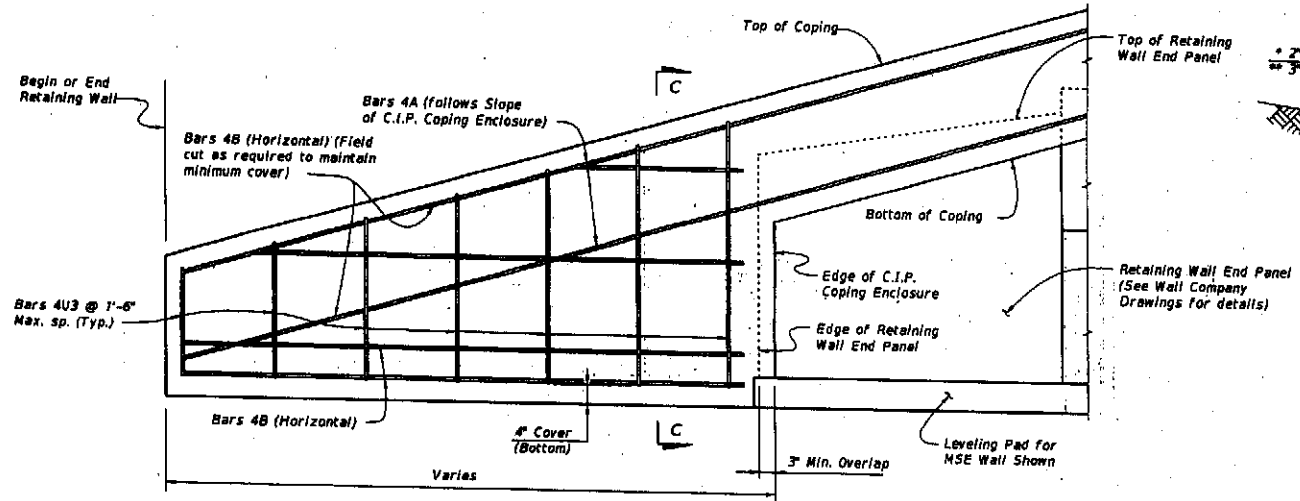 Top of Coping
Top of Retaining
Wall End Panel
* 2"
** 3"
Begin or End
Retaining Wall
C
Bars 4A (follows Slope
of C.I.P. Coping Enclosure)
Bars 4B (Horizontal) (Field
cut as required to maintain
minimum cover)
Bottom of Coping
Edge of C.I.P.
Coping Enclosure
Retaining Wall End Panel
(See Wall Company
Drawings for details)
Bars 4U3 @ 1'-6"
Max. sp. (Typ.)
Edge of Retaining
Wall End Panel
Bars 4B (Horizontal)
4" Cover
(Bottom)
C
Leveling Pad for
MSE Wall Shown
3" Min. Overlap
Varies